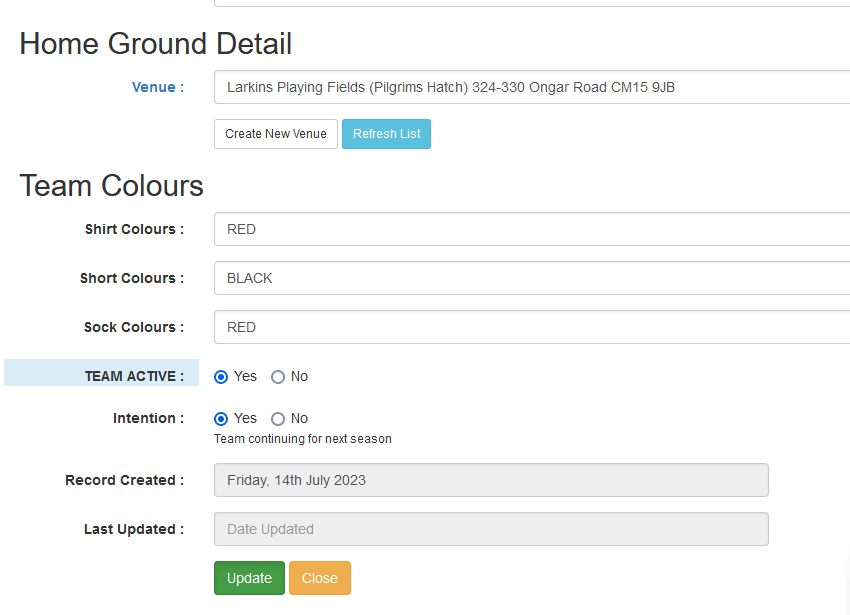 Home Ground Detail
Venue : Larkins Playing Fields (Pilgrims Hatch) 324-330 Ongar Road CM15 9JB
Create New Venue Refresh List
Team Colours
Shirt Colours : RED
Short Colours : BLACK
Sock Colours : RED
TEAM ACTIVE : Yes No
Intention : Yes No
Team continuing for next season
Record Created : Friday, 14th July 2023
Last Updated : Date Updated
Update Close